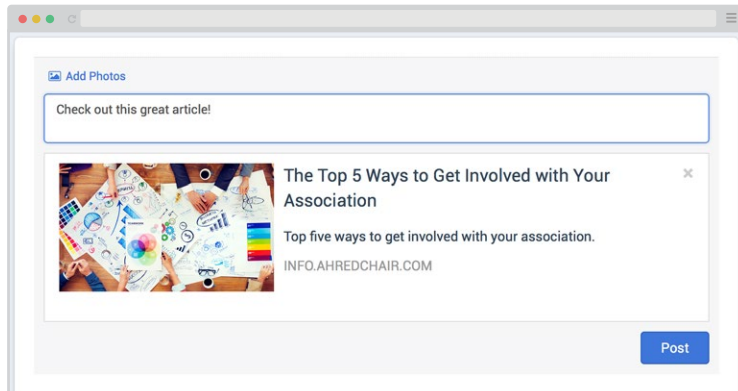 Add Photos
Check out this great article!
The Top 5 Ways to Get Involved with Your
Association
Top five ways to get involved with your association.
INFO.AHREDCHAIR.COM
Post